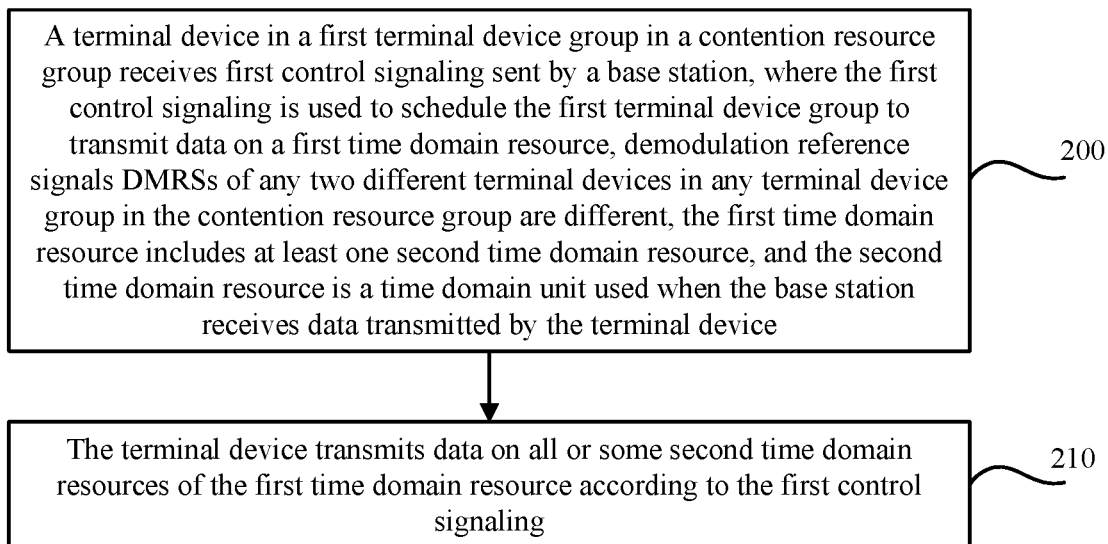 A terminal device in a first terminal device group in a contention resource
group receives first control signaling sent by a base station, where the first
control signaling is used to schedule the first terminal device group to
transmit data on a first time domain resource, demodulation reference
signals DMRSs of any two different terminal devices in any terminal device
group in the contention resource group are different, the first time domain
resource includes at least one second time domain resource, and the second
time domain resource is a time domain unit used when the base station
receives data transmitted by the terminal device
200
The terminal device transmits data on all or some second time domain
resources of the first time domain resource according to the first control
signaling
210